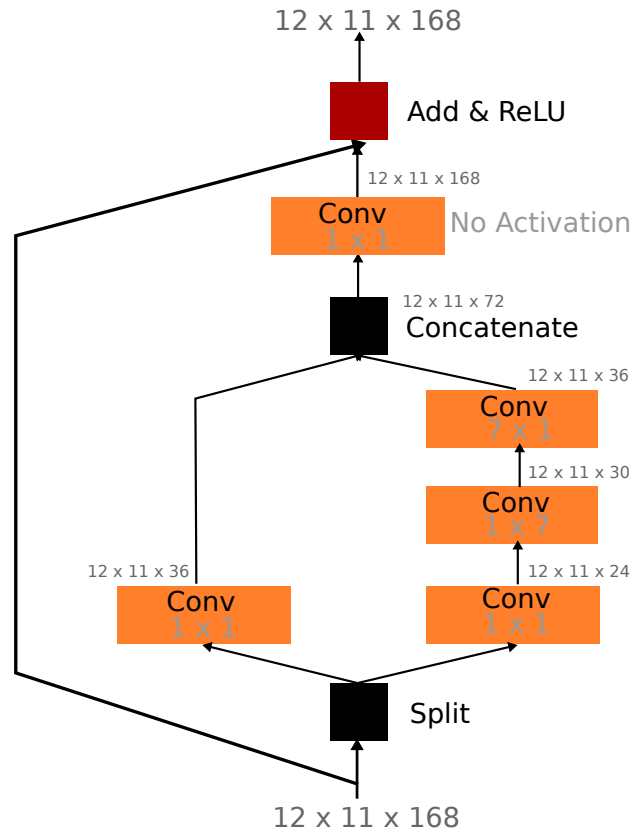 12 x 11 x 168
Add & ReLU
12 x 11 x 168
Conv
1 x 1
No Activation
12 x 11 x 72
Concatenate
12 x 11 x 36
Conv
7 x 1
12 x 11 x 30
Conv
1 x 7
12 x 11 x 36
Conv
1 x 1
12 x 11 x 24
Conv
1 x 1
Split
12 x 11 x 168